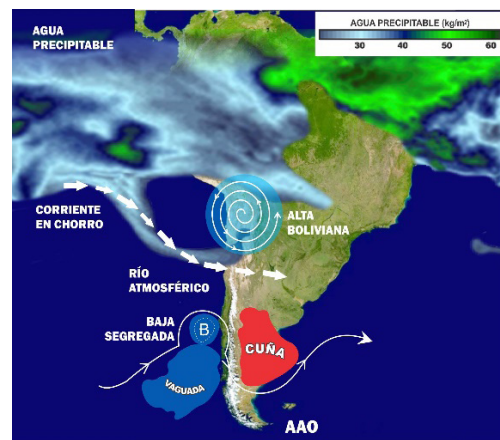 AGUA
PRECIPITABLE
AGUA PRECIPITABLE (kg/m²)
30 40 50 60
CORRIENTE
EN CHORRO
ALTA
BOLIVIANA
RÍO
ATMOSFÉRICO
BAJA
SEGREGADA
B
CUÑA
VAGUADA
AAO